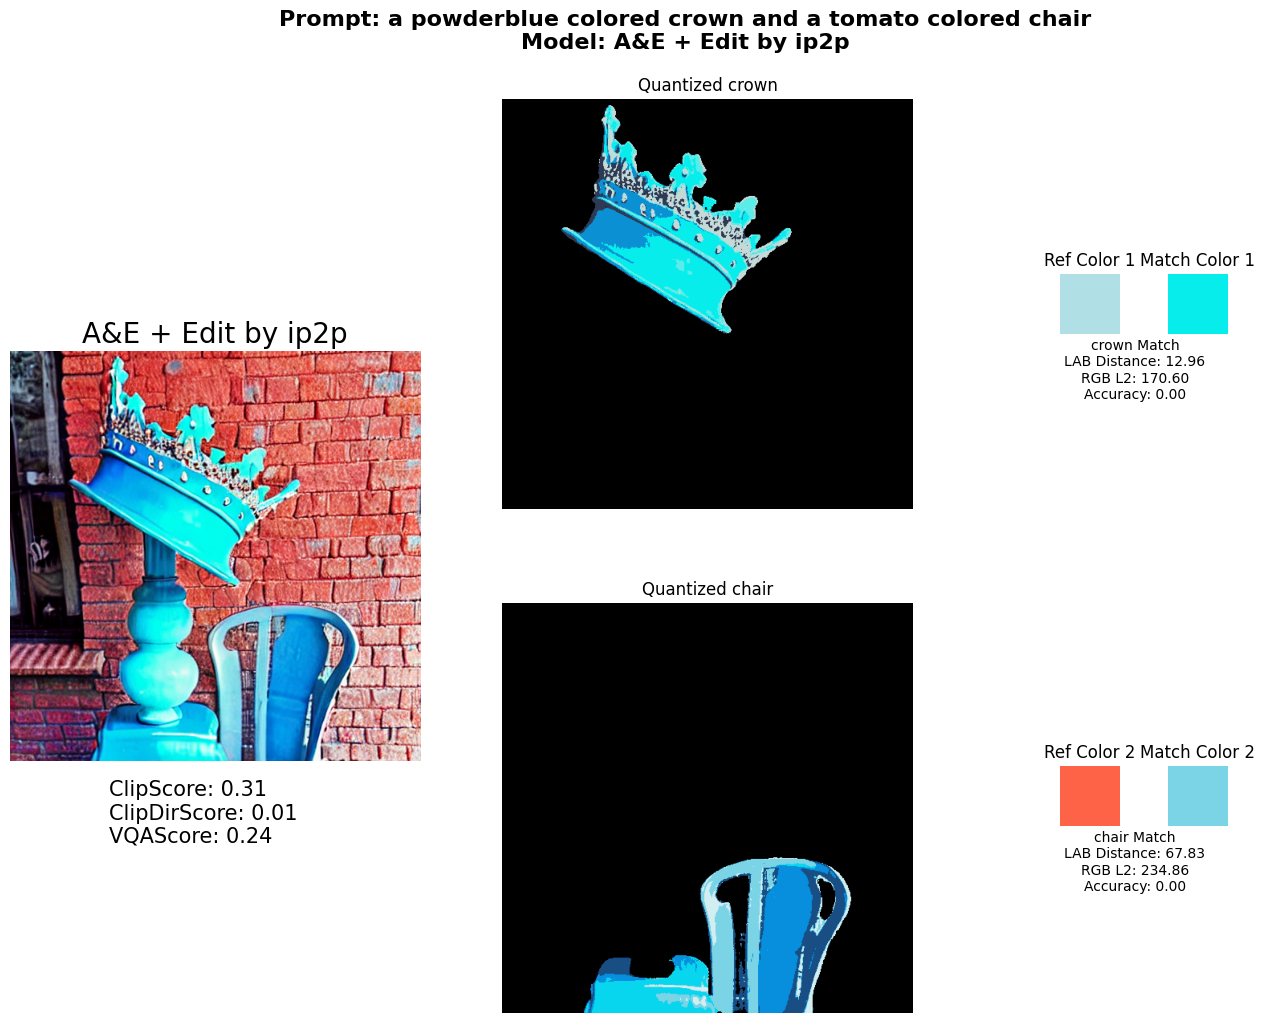 Prompt: a powderblue colored crown and a tomato colored chair
Model: A&E + Edit by ip2p
Quantized crown
Ref Color 1 Match Color 1
crown Match
LAB Distance: 12.96
RGB L2: 170.60
Accuracy: 0.00
A&E + Edit by ip2p
ClipScore: 0.31
ClipDirScore: 0.01
VQAScore: 0.24
Quantized chair
Ref Color 2 Match Color 2
chair Match
LAB Distance: 67.83
RGB L2: 234.86
Accuracy: 0.00